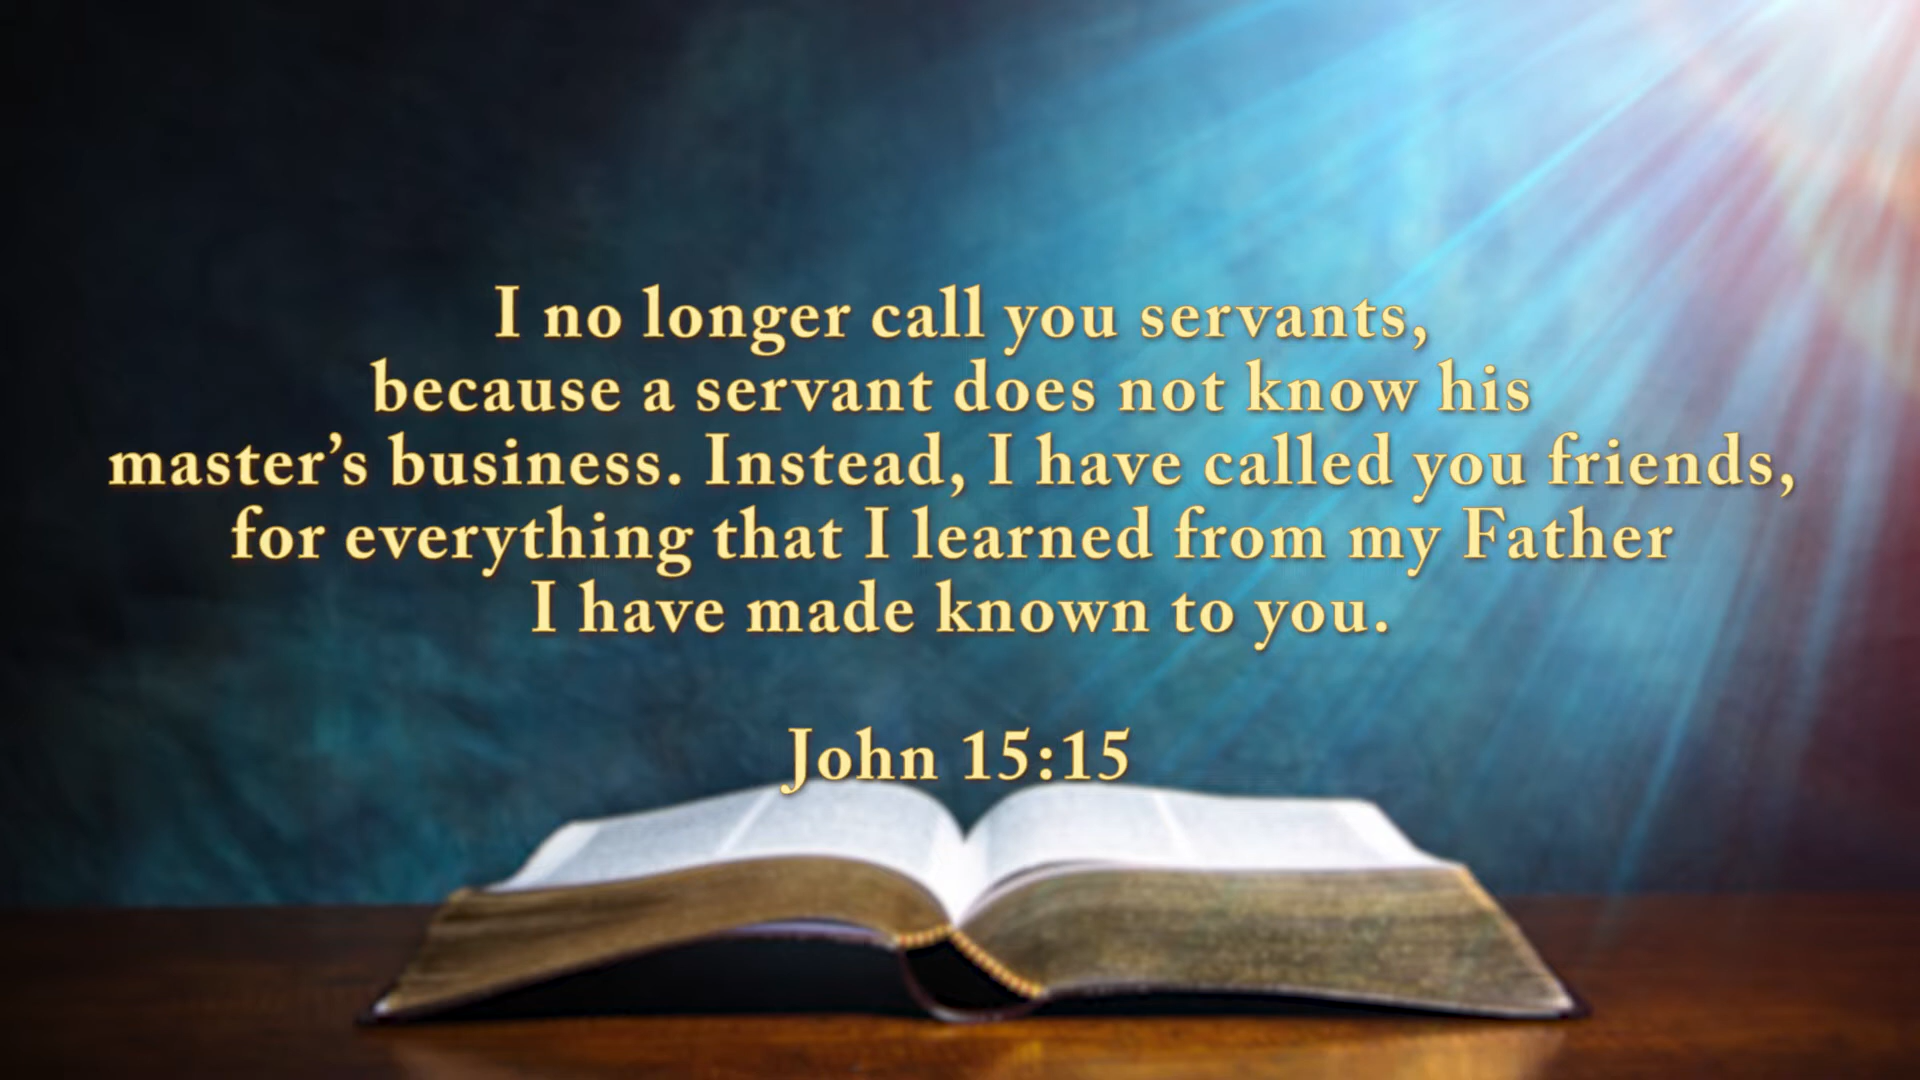 I no longer call you servants,
because a servant does not know his
master’s business. Instead, I have called you friends,
for everything that I learned from my Father
I have made known to you.
John 15:15